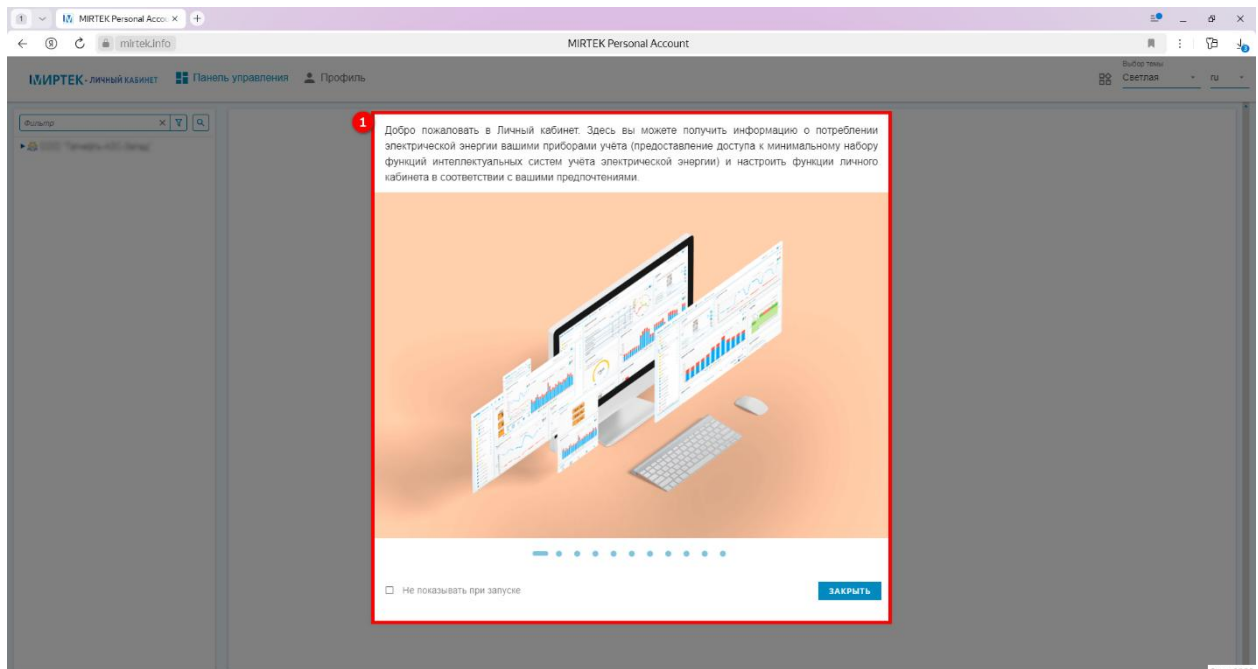 1
MIRTEK Personal Accou
mirtek.info
MIRTEK Personal Account
МИРТЕК - ЛИЧНЫЙ КАБИНЕТ
Панель управления
Профиль
Выбор темы
Светлая
ru
Фильтр
1
Добро пожаловать в Личный кабинет. Здесь вы можете получить информацию о потреблении
электрической энергии вашими приборами учёта (предоставление доступа к минимальному набору
функций интеллектуальных систем учёта электрической энергии) и настроить функции личного
кабинета в соответствии с вашими предпочтениями.
Не показывать при запуске
ЗАКРЫТЬ